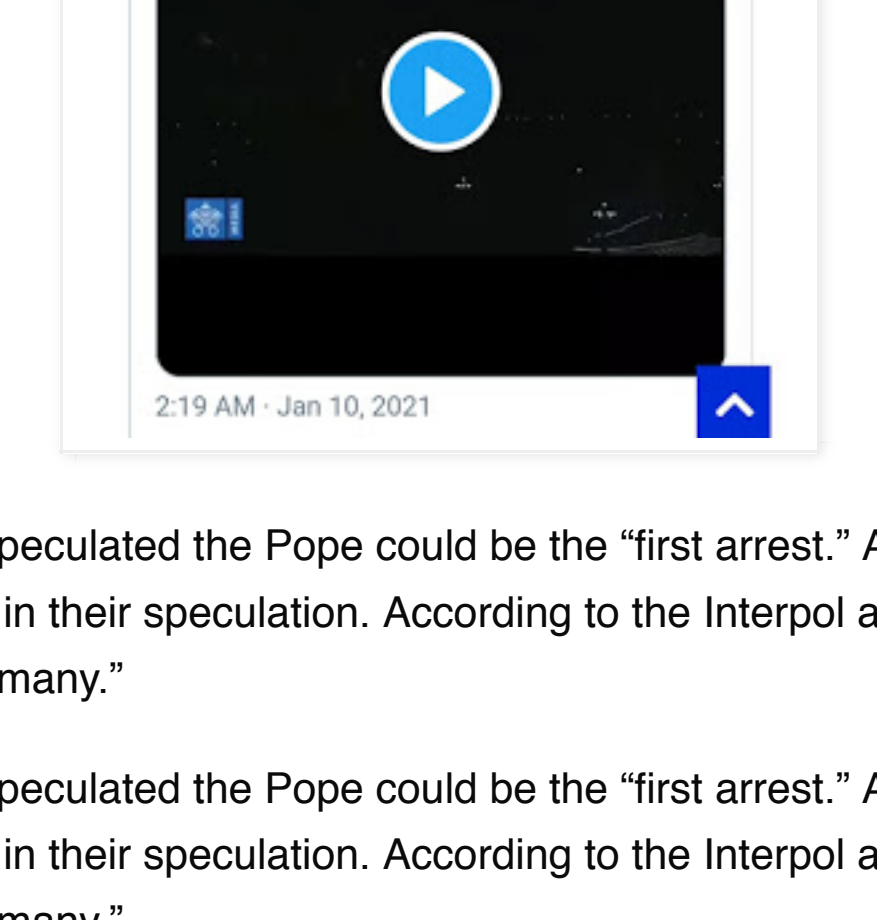 2:19 AM · Jan 10, 2021
peculated the Pope could be the “first arrest.” A
in their speculation. According to the Interpol a
many.”
peculated the Pope could be the “first arrest.” A
in their speculation. According to the Interpol a
many.”